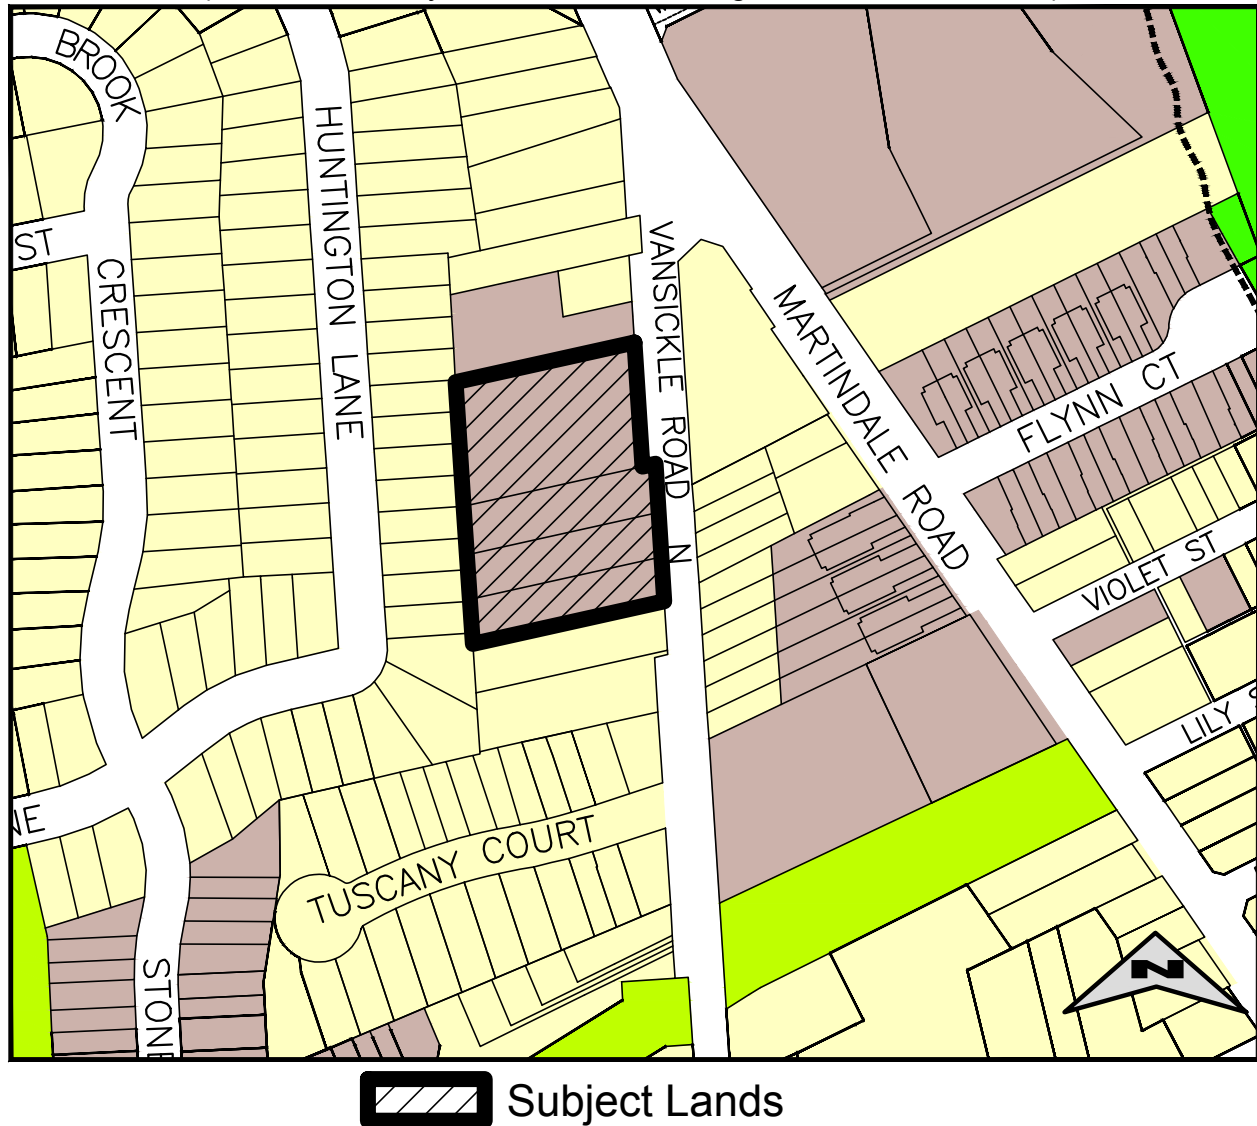 BROOK
CRESCENT
ST
HUNTINGTON LANE
VANSICKLE ROAD N
MARTINDALE ROAD
FLYNN CT
VIOLET ST
LILY
TUSCANY COURT
NE
STONE
N
Subject Lands